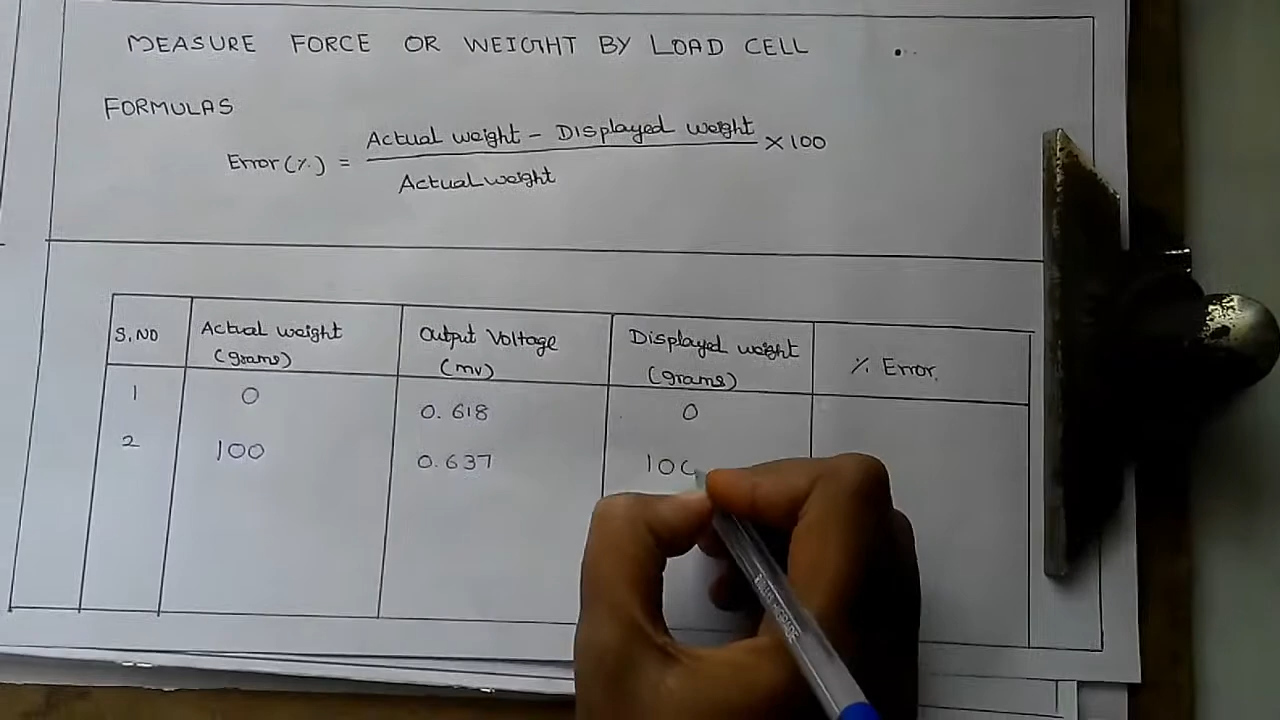 MEASURE FORCE OR WEIGHT BY LOAD CELL
FORMULAS
Error(%) = Actual weight - Displayed weight × 100
Actual weight
S.NO Actual weight (grams) Output Voltage (mv) Displayed weight (grams) % Error.
1 0 0.618 0
2 100 0.637 100